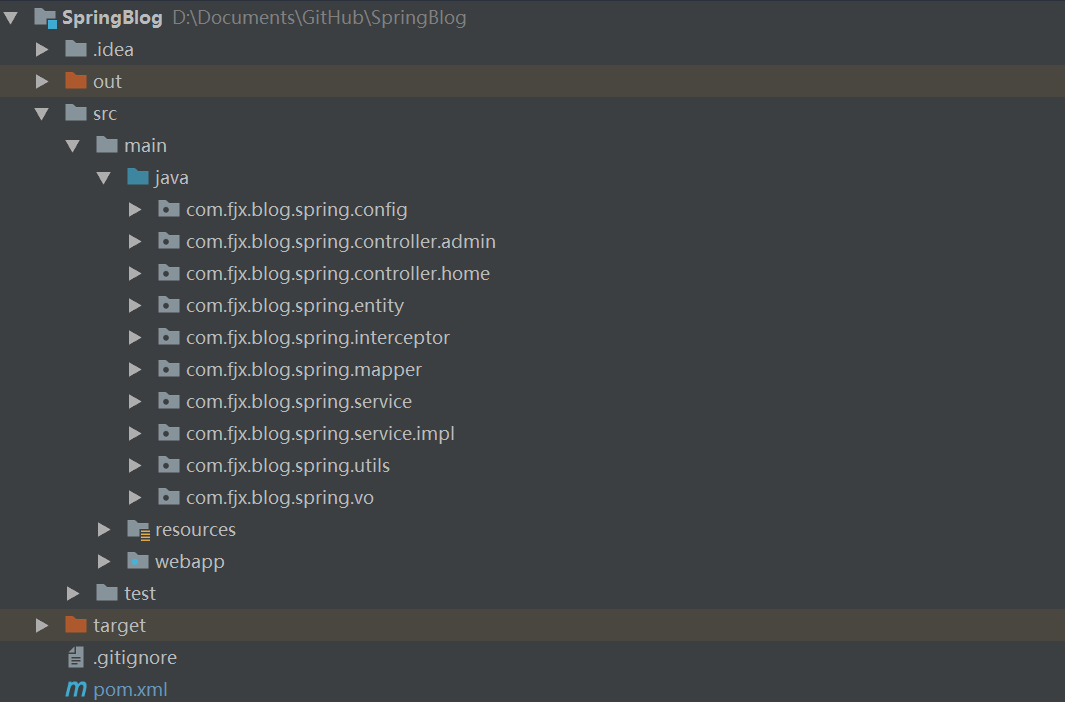 SpringBlog D:\Documents\GitHub\SpringBlog
.idea
out
src
main
java
com.fjx.blog.spring.config
com.fjx.blog.spring.controller.admin
com.fjx.blog.spring.controller.home
com.fjx.blog.spring.entity
com.fjx.blog.spring.interceptor
com.fjx.blog.spring.mapper
com.fjx.blog.spring.service
com.fjx.blog.spring.service.impl
com.fjx.blog.spring.utils
com.fjx.blog.spring.vo
resources
webapp
test
target
.gitignore
pom.xml